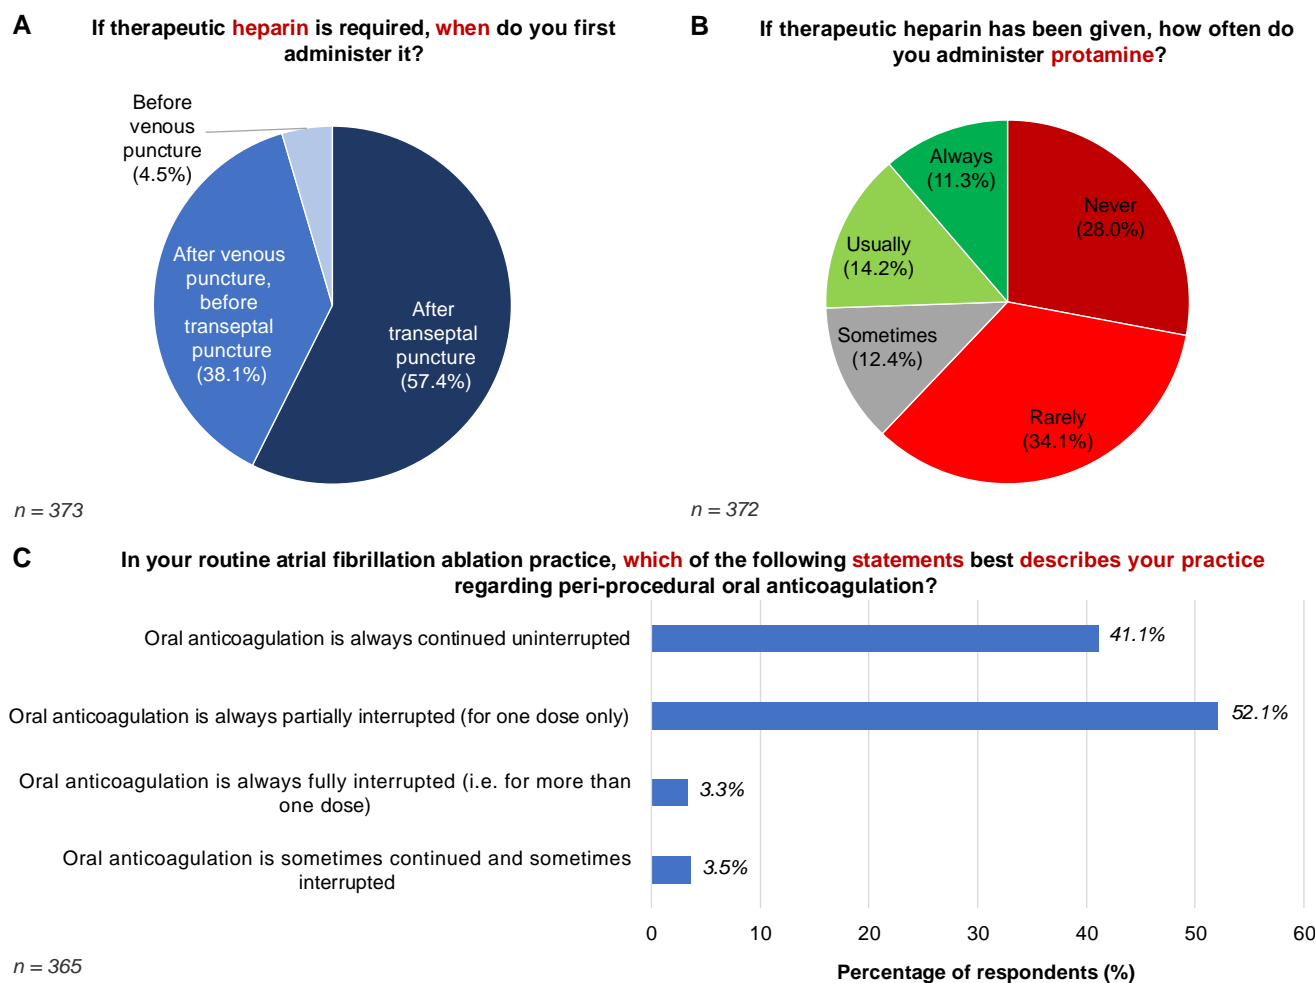 A
If therapeutic heparin is required, when do you first
administer it?
Before
venous
puncture
(4.5%)
After venous
puncture,
before
transeptal
puncture
(38.1%)
After
transeptal
puncture
(57.4%)
n = 373
B
If therapeutic heparin has been given, how often do
you administer protamine?
Always
(11.3%)
Never
(28.0%)
Usually
(14.2%)
Sometimes
(12.4%)
Rarely
(34.1%)
n = 372
C
In your routine atrial fibrillation ablation practice, which of the following statements best describes your practice
regarding peri-procedural oral anticoagulation?
Oral anticoagulation is always continued uninterrupted
41.1%
Oral anticoagulation is always partially interrupted (for one dose only)
52.1%
Oral anticoagulation is always fully interrupted (i.e. for more than
one dose)
3.3%
Oral anticoagulation is sometimes continued and sometimes
interrupted
3.5%
0 10 20 30 40 50 60
Percentage of respondents (%)
n = 365